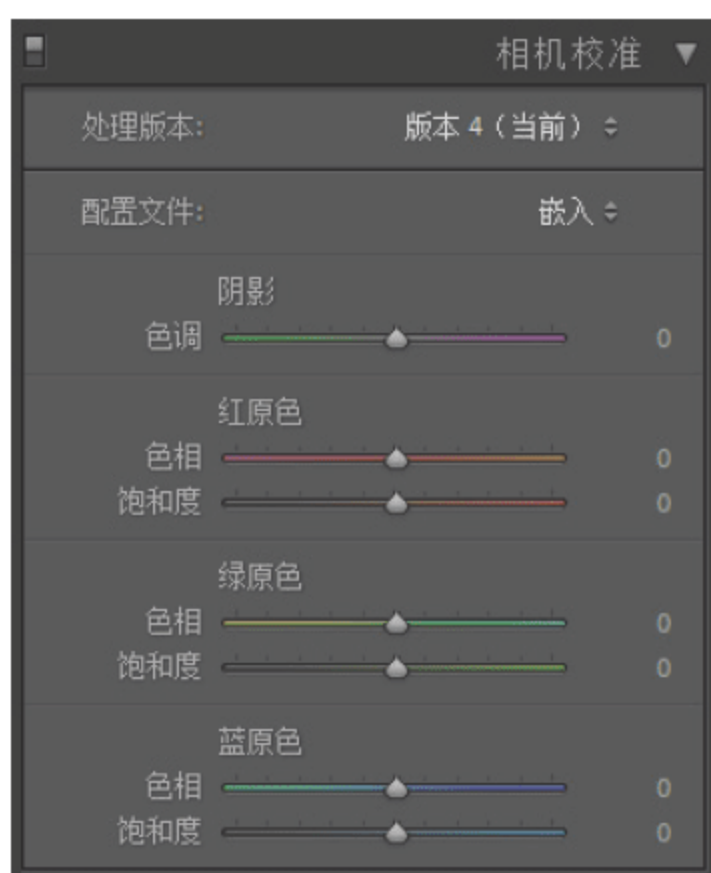 相机校准
处理版本: 版本 4（当前）
配置文件: 嵌入
阴影
色调 0
红原色
色相 0
饱和度 0
绿原色
色相 0
饱和度 0
蓝原色
色相 0
饱和度 0